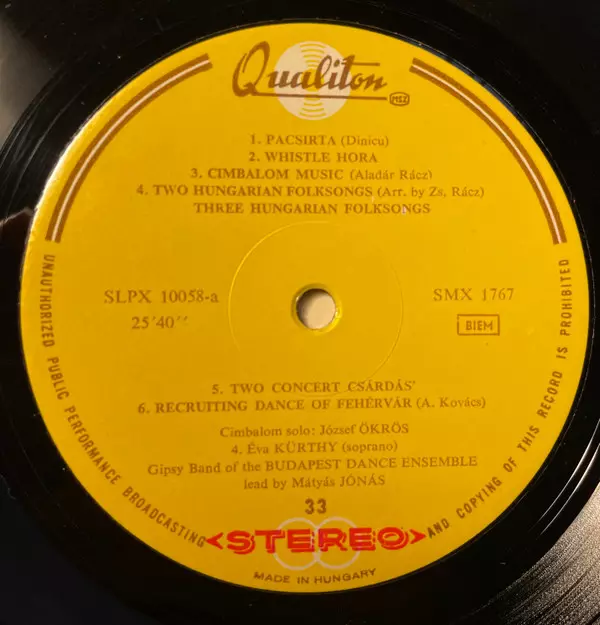 Qualiton
MSZ
1. PACSIRTA (Dinicu)
2. WHISTLE HORA
3. CIMBALOM MUSIC (Aladár Rácz)
4. TWO HUNGARIAN FOLKSONGS (Arr. by Zs, Rácz)
THREE HUNGARIAN FOLKSONGS
SLPX 10058-a
25'40''
SMX 1767
BIEM
5. TWO CONCERT CSÁRDÁS'
6. RECRUITING DANCE OF FEHÉRVÁR (A. Kovács)
Cimbalom solo: József ÖKRÖS
4. Éva KÜRTHY (soprano)
Gipsy Band of the BUDAPEST DANCE ENSEMBLE
lead by Mátyás JÓNÁS
33
UNAUTHORIZED PUBLIC PERFORMANCE BROADCASTING
<STEREO>
AND COPYING OF THIS RECORD IS PROHIBITED
MADE IN HUNGARY